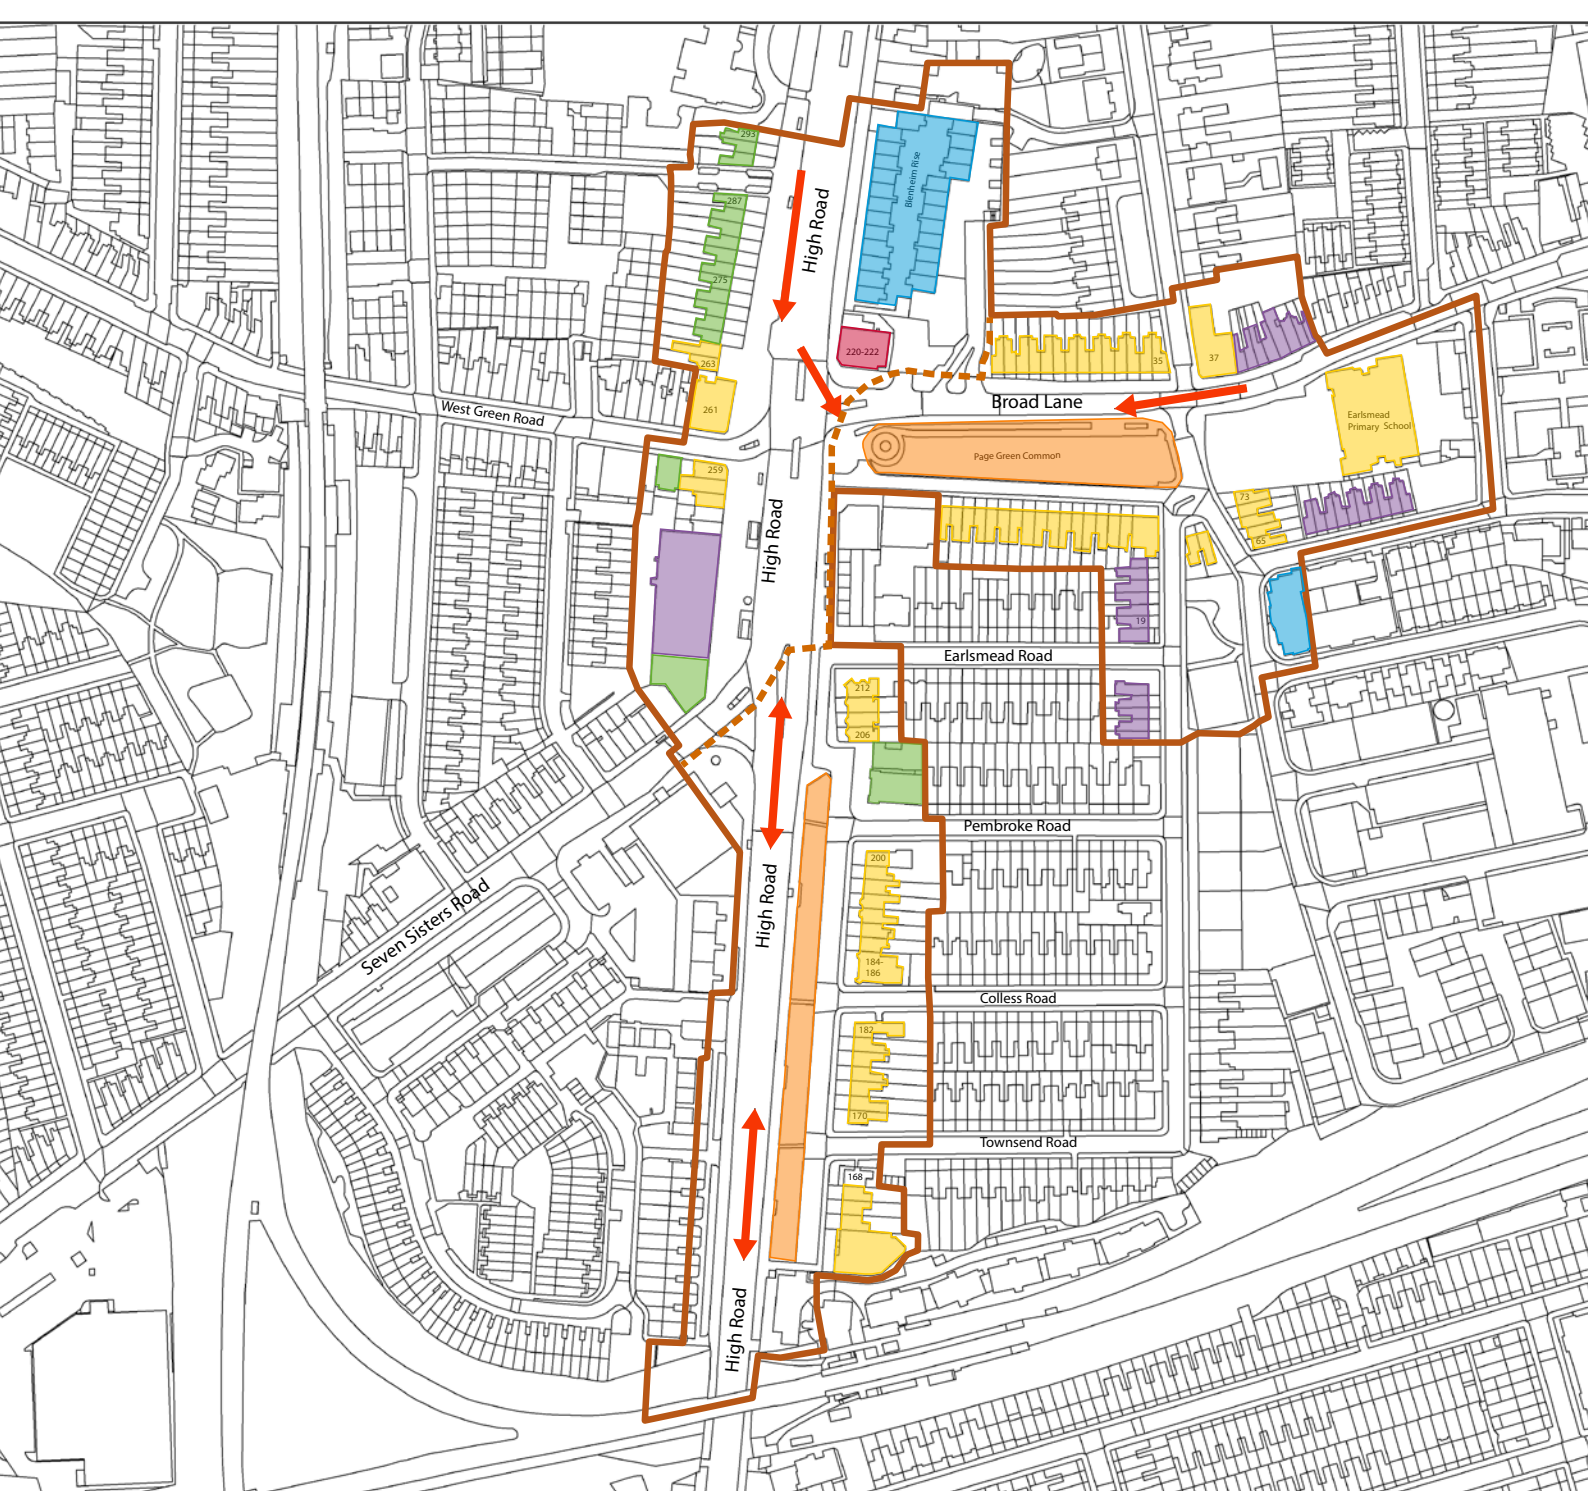 293
287
High Road
Blenheim Rise
275
220-222
263
35
37
Broad Lane
261
West Green Road
Earlsmead
Primary School
Page Green Common
259
73
65
High Road
19
Earlsmead Road
212
206
Pembroke Road
200
High Road
Seven Sisters Road
184-
186
Colless Road
182
170
Townsend Road
168
High Road